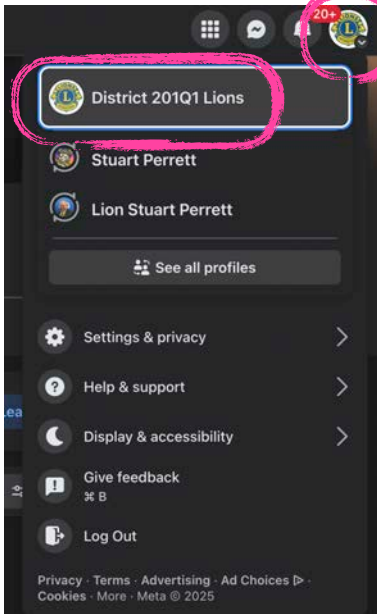 20+
District 201Q1 Lions
Stuart Perrett
Lion Stuart Perrett
See all profiles
Settings & privacy
Help & support
Lea
Display & accessibility
Give feedback
⌘ B
Log Out
Privacy · Terms · Advertising · Ad Choices ▷ ·
Cookies · More · Meta © 2025